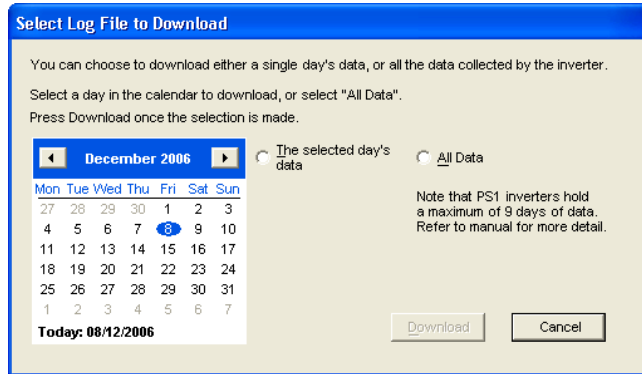 Select Log File to Download
You can choose to download either a single day's data, or all the data collected by the inverter.
Select a day in the calendar to download, or select "All Data".
Press Download once the selection is made.
December 2006
Mon Tue Wed Thu Fri Sat Sun
27 28 29 30 1 2 3
4 5 6 7 8 9 10
11 12 13 14 15 16 17
18 19 20 21 22 23 24
25 26 27 28 29 30 31
1 2 3 4 5 6 7
Today: 08/12/2006
The selected day's
data
All Data
Note that PS1 inverters hold
a maximum of 9 days of data.
Refer to manual for more detail.
Download
Cancel